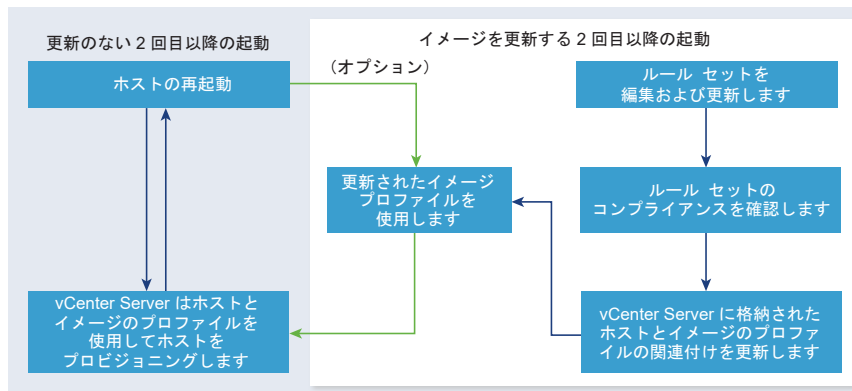 更新のない 2 回目以降の起動
ホストの再起動
vCenter Server はホストと
イメージのプロファイルを
使用してホストを
プロビジョニングします
イメージを更新する 2 回目以降の起動
（オプション）
更新されたイメージ
プロファイルを
使用します
ルール セットを
編集および更新します
ルール セットの
コンプライアンスを確認します
vCenter Server に格納された
ホストとイメージのプロファ
イルの関連付けを更新します